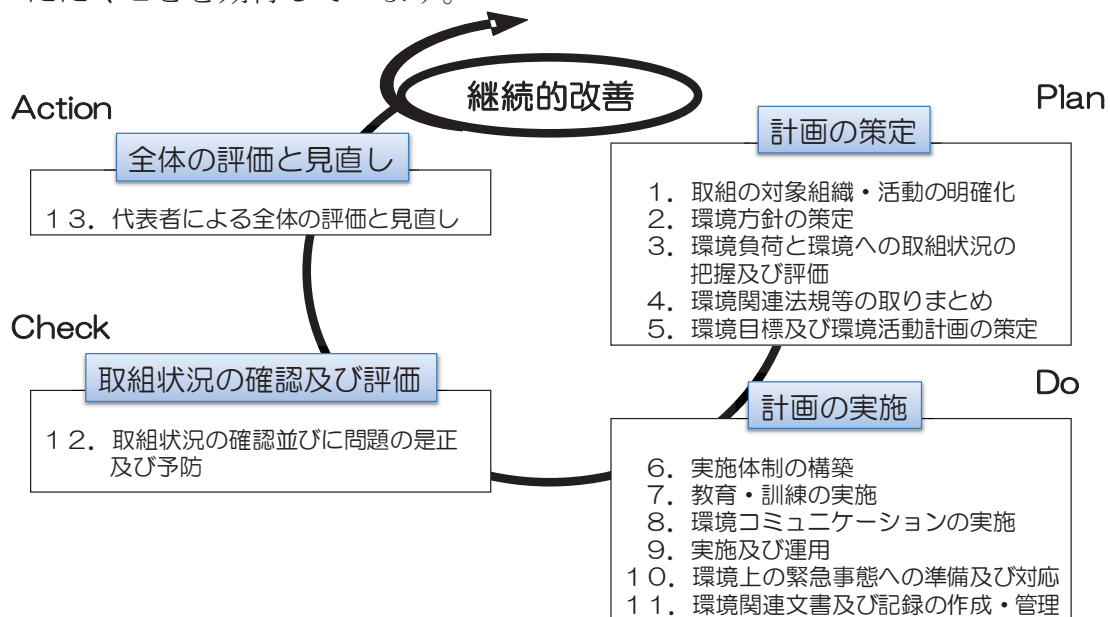 継続的改善
Action
全体の評価と見直し
１３．代表者による全体の評価と見直し
Plan
計画の策定
１．取組の対象組織・活動の明確化
２．環境方針の策定
３．環境負荷と環境への取組状況の
把握及び評価
４．環境関連法規等の取りまとめ
５．環境目標及び環境活動計画の策定
Check
取組状況の確認及び評価
１２．取組状況の確認並びに問題の是正
及び予防
Do
計画の実施
６．実施体制の構築
７．教育・訓練の実施
８．環境コミュニケーションの実施
９．実施及び運用
１０．環境上の緊急事態への準備及び対応
１１．環境関連文書及び記録の作成・管理